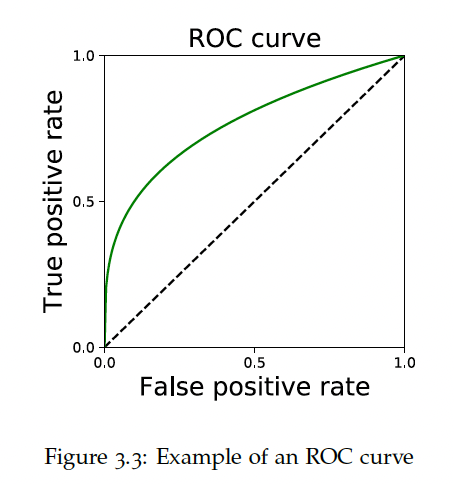 ROC curve
1.0
True positive rate
0.5
0.0
0.0 0.5 1.0
False positive rate
Figure 3.3: Example of an ROC curve